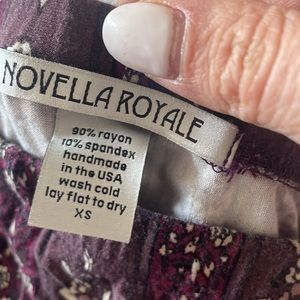 NOVELLA ROYALE
90% rayon
10% spandex
handmade
in the USA
wash cold
lay flat to dry
XS